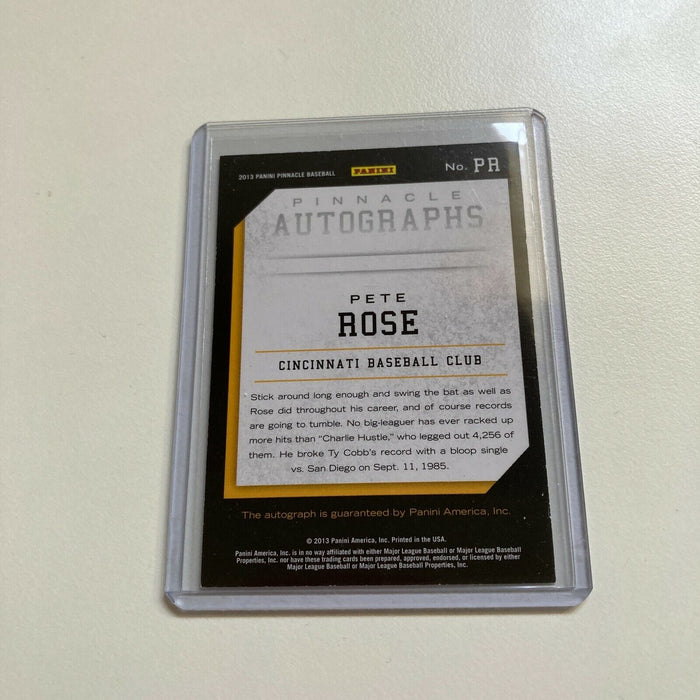 2013 PANINI PINNACLE BASEBALL PANINI No. PR
PINNACLE
AUTOGRAPHS
PETE
ROSE
CINCINNATI BASEBALL CLUB
Stick around long enough and swing the bat as well as
Rose did throughout his career, and of course records
are going to tumble. No big-leaguer has ever racked up
more hits than “Charlie Hustle,” who legged out 4,256 of
them. He broke Ty Cobb’s record with a bloop single
vs. San Diego on Sept. 11, 1985.
The autograph is guaranteed by Panini America, Inc.
© 2013 Panini America, Inc. Printed in the USA.
Panini America, Inc. is in no way affiliated with either Major League Baseball or Major League Baseball
Properties, Inc. nor have these trading cards been prepared, approved, endorsed, or licensed by either
Major League Baseball or Major League Baseball Properties, Inc.